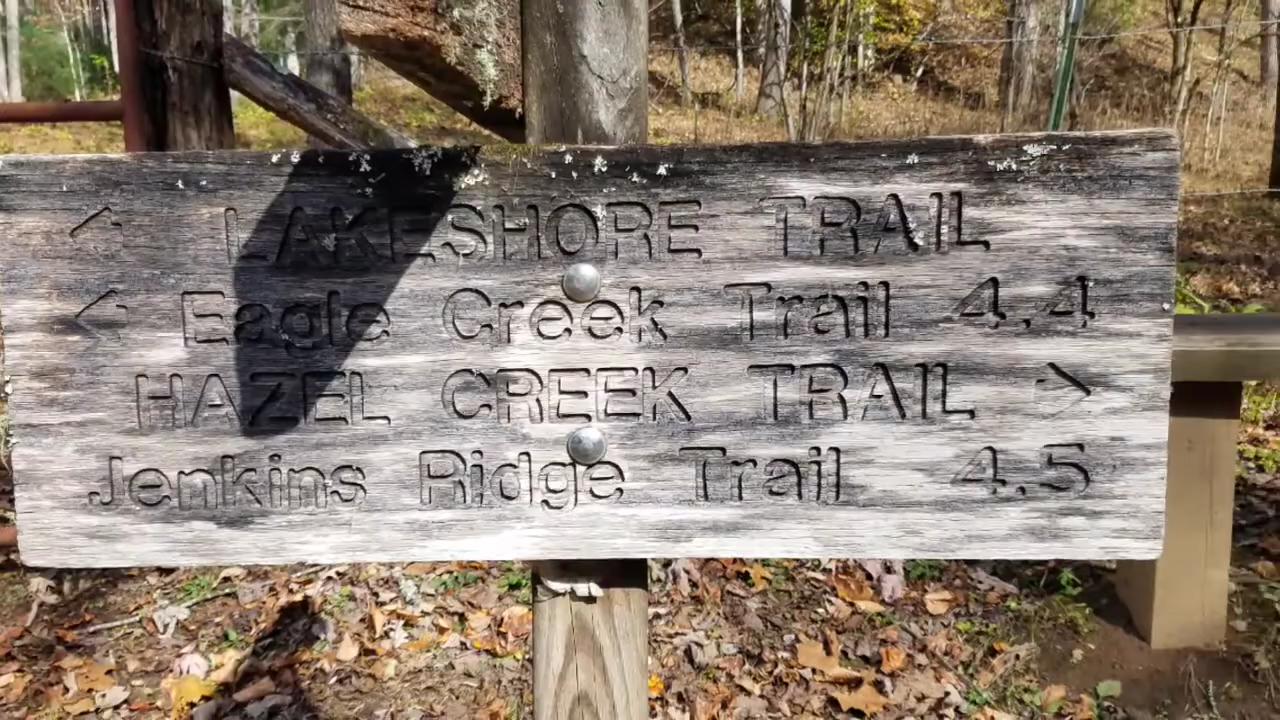 < LAKESHORE TRAIL
< Eagle Creek Trail 4.4
HAZEL CREEK TRAIL >
Jenkins Ridge Trail 4.5